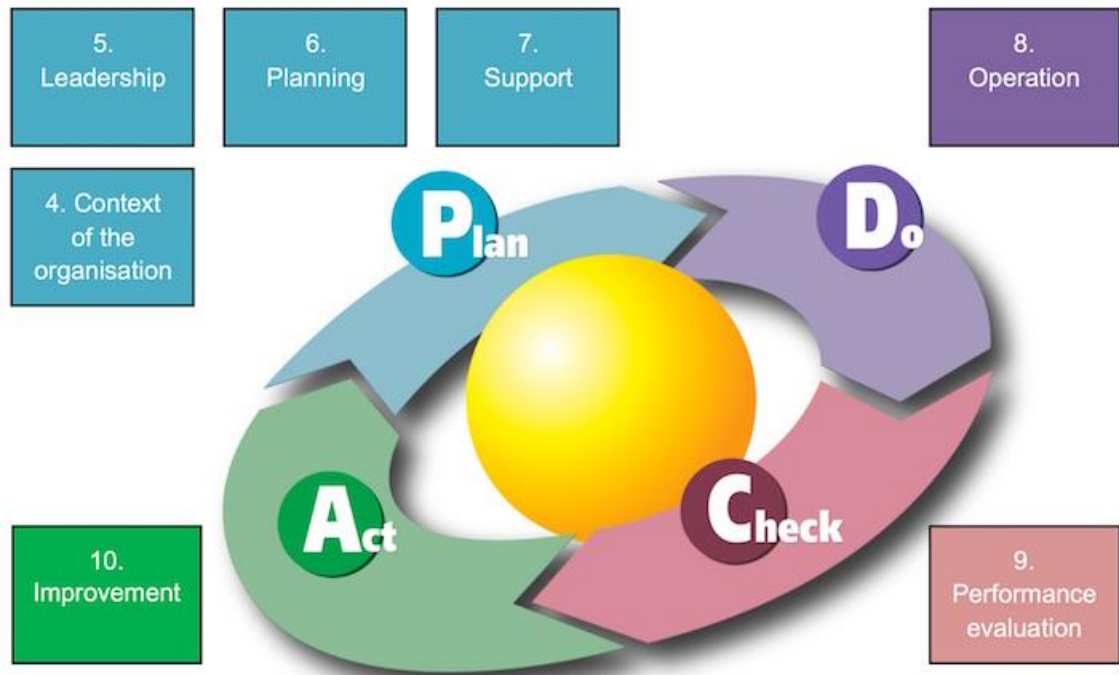 5.
Leadership
6.
Planning
7.
Support
8.
Operation
4. Context
of the
organisation
Plan
Do
Act
Check
10.
Improvement
9.
Performance
evaluation